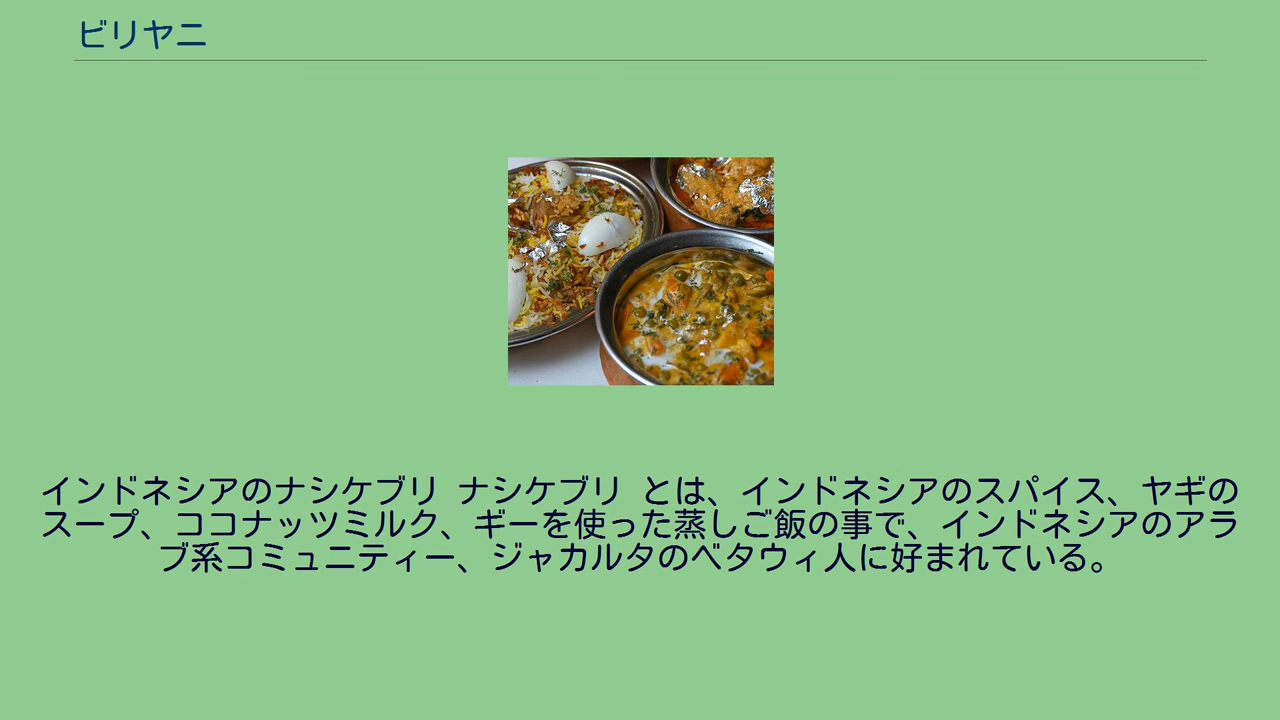 ビリヤニ
インドネシアのナシケブリ ナシケブリ とは、インドネシアのスパイス、ヤギの
スープ、ココナッツミルク、ギーを使った蒸しご飯の事で、インドネシアのアラ
ブ系コミュニティー、ジャカルタのベタウィ人に好まれている。